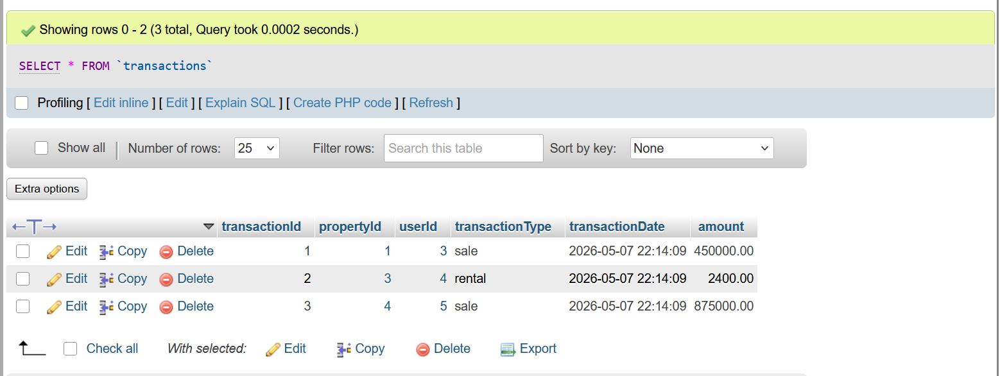 Showing rows 0 - 2 (3 total, Query took 0.0002 seconds.)
SELECT * FROM `transactions`
Profiling [ Edit inline ] [ Edit ] [ Explain SQL ] [ Create PHP code ] [ Refresh ]
Show all | Number of rows: 25 Filter rows: Search this table Sort by key: None
Extra options
←T→ transactionId propertyId userId transactionType transactionDate amount
Edit Copy Delete 1 1 3 sale 2026-05-07 22:14:09 450000.00
Edit Copy Delete 2 3 4 rental 2026-05-07 22:14:09 2400.00
Edit Copy Delete 3 4 5 sale 2026-05-07 22:14:09 875000.00
Check all With selected: Edit Copy Delete Export